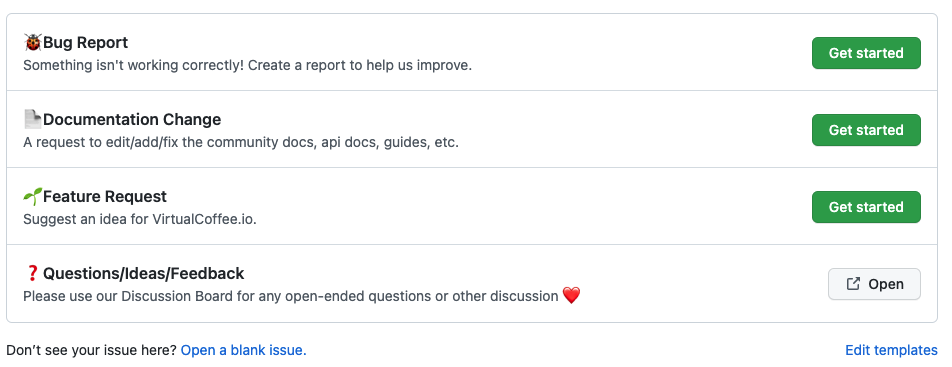 🐞Bug Report
Something isn't working correctly! Create a report to help us improve.
Get started
📄Documentation Change
A request to edit/add/fix the community docs, api docs, guides, etc.
Get started
🌱Feature Request
Suggest an idea for VirtualCoffee.io.
Get started
❓Questions/Ideas/Feedback
Please use our Discussion Board for any open-ended questions or other discussion ❤️
Open
Don’t see your issue here? Open a blank issue.
Edit templates